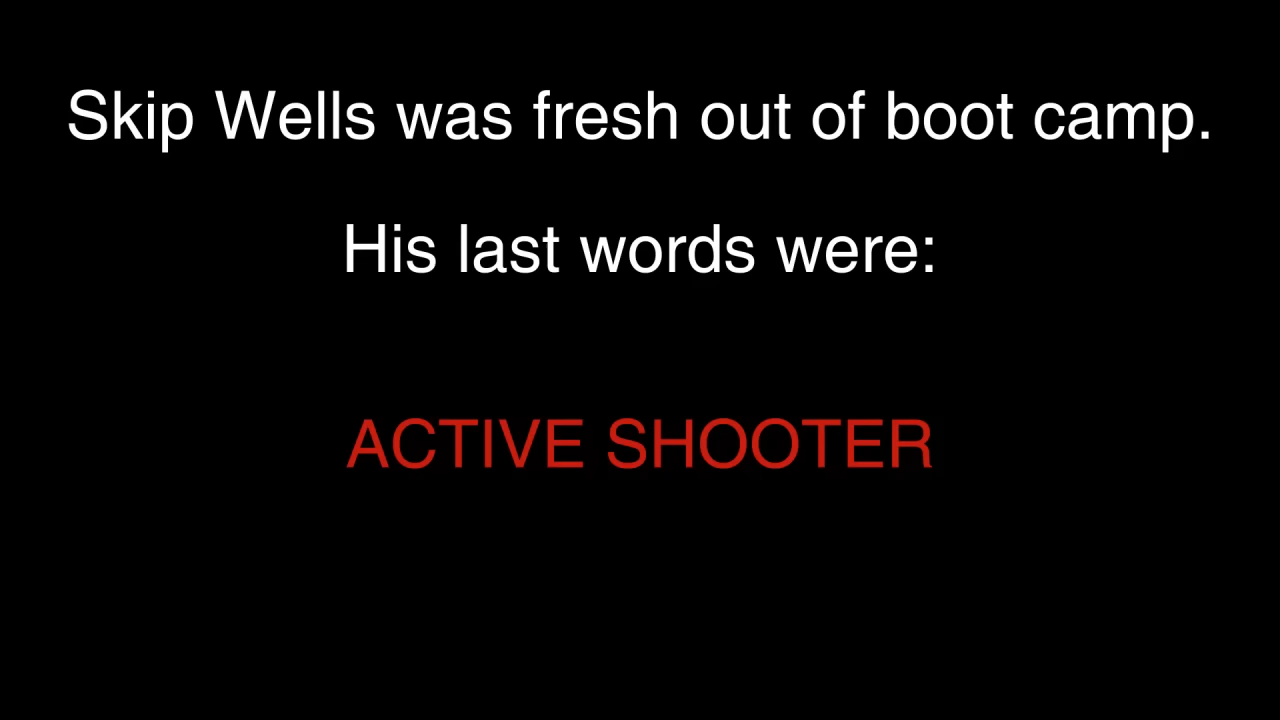 Skip Wells was fresh out of boot camp.
His last words were:
ACTIVE SHOOTER